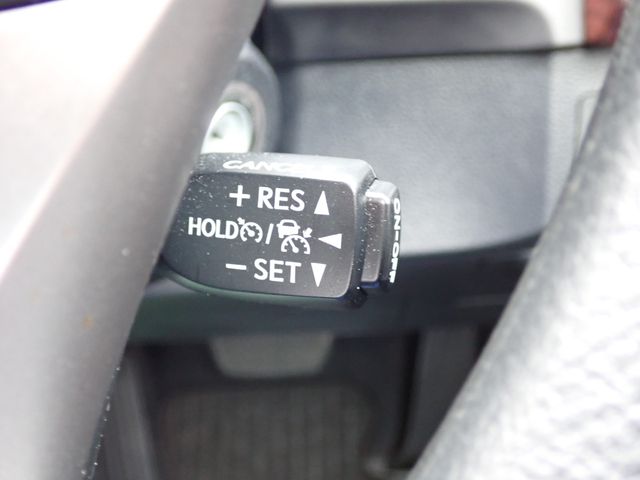 + RES ▲
HOLD / ◀
− SET ▼
ON-OFF